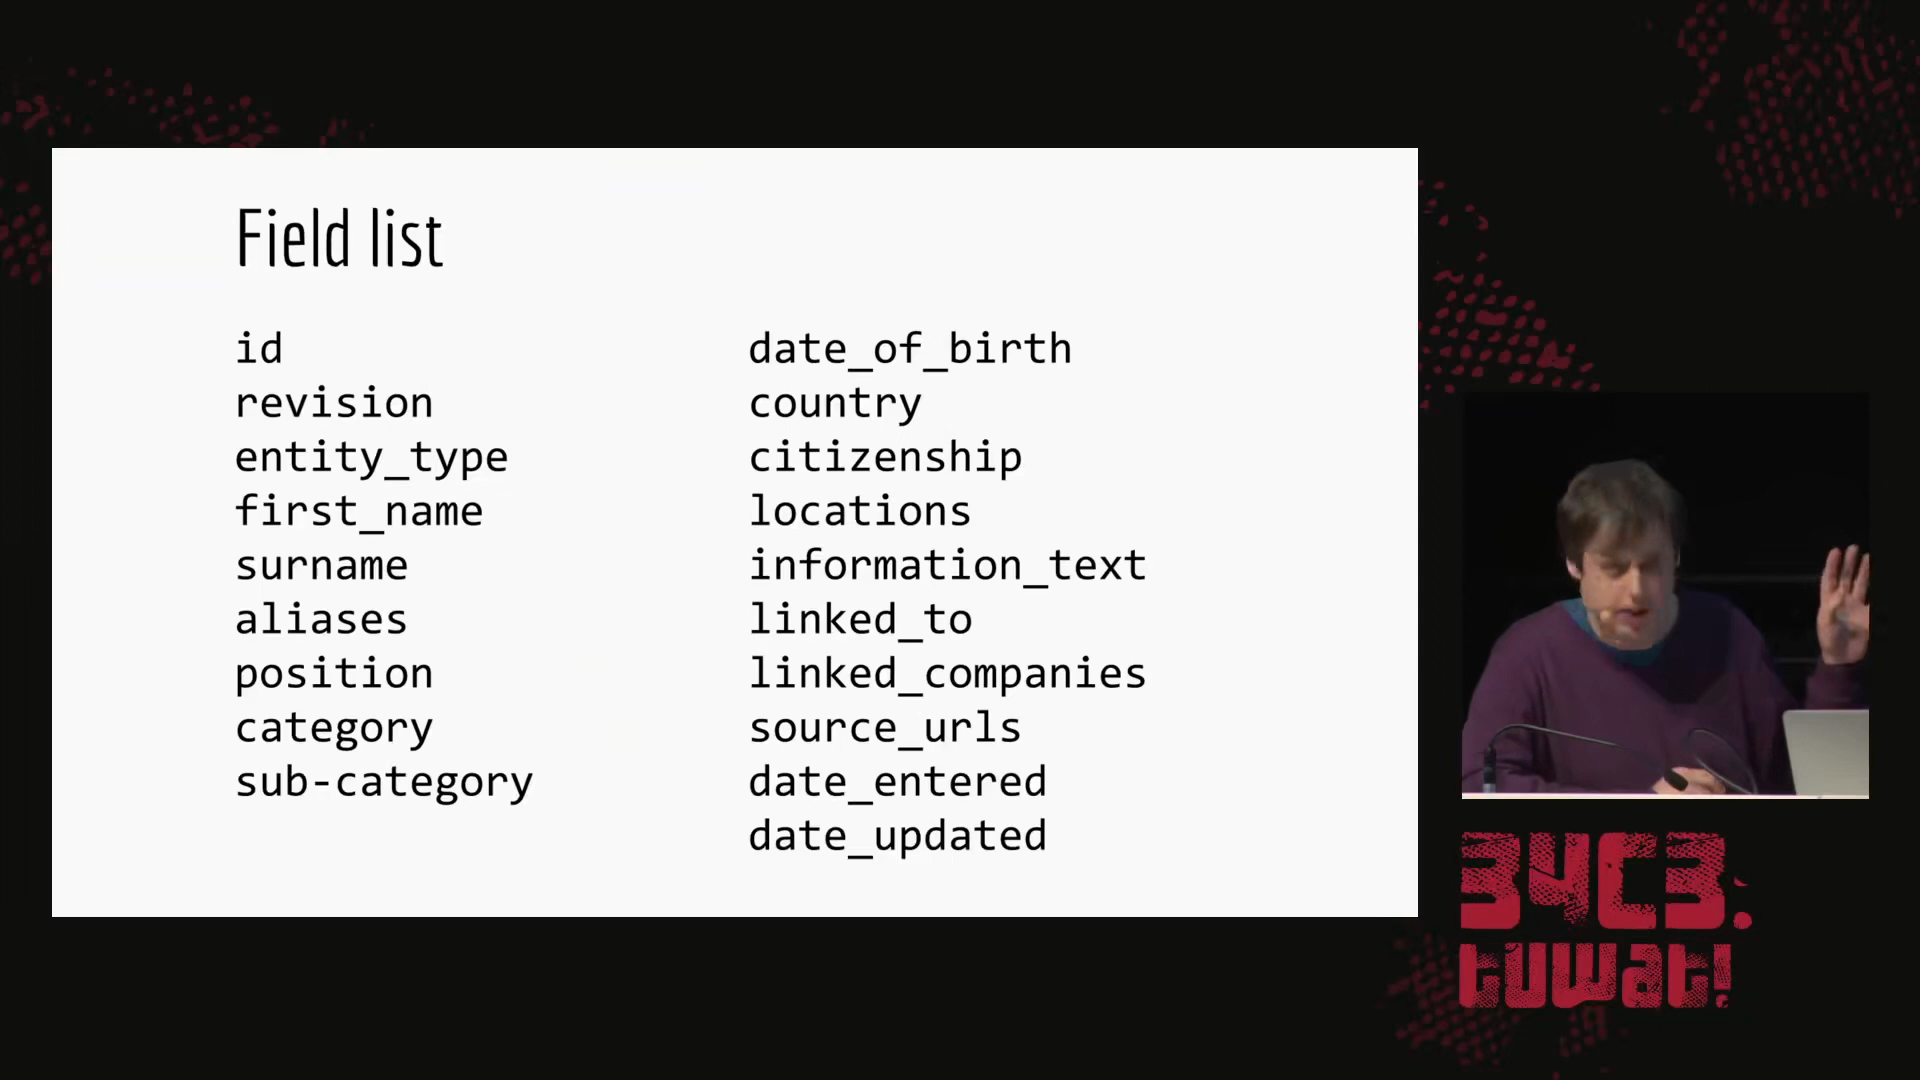 Field list
id
revision
entity_type
first_name
surname
aliases
position
category
sub-category
date_of_birth
country
citizenship
locations
information_text
linked_to
linked_companies
source_urls
date_entered
date_updated
34C3.
tuwat!